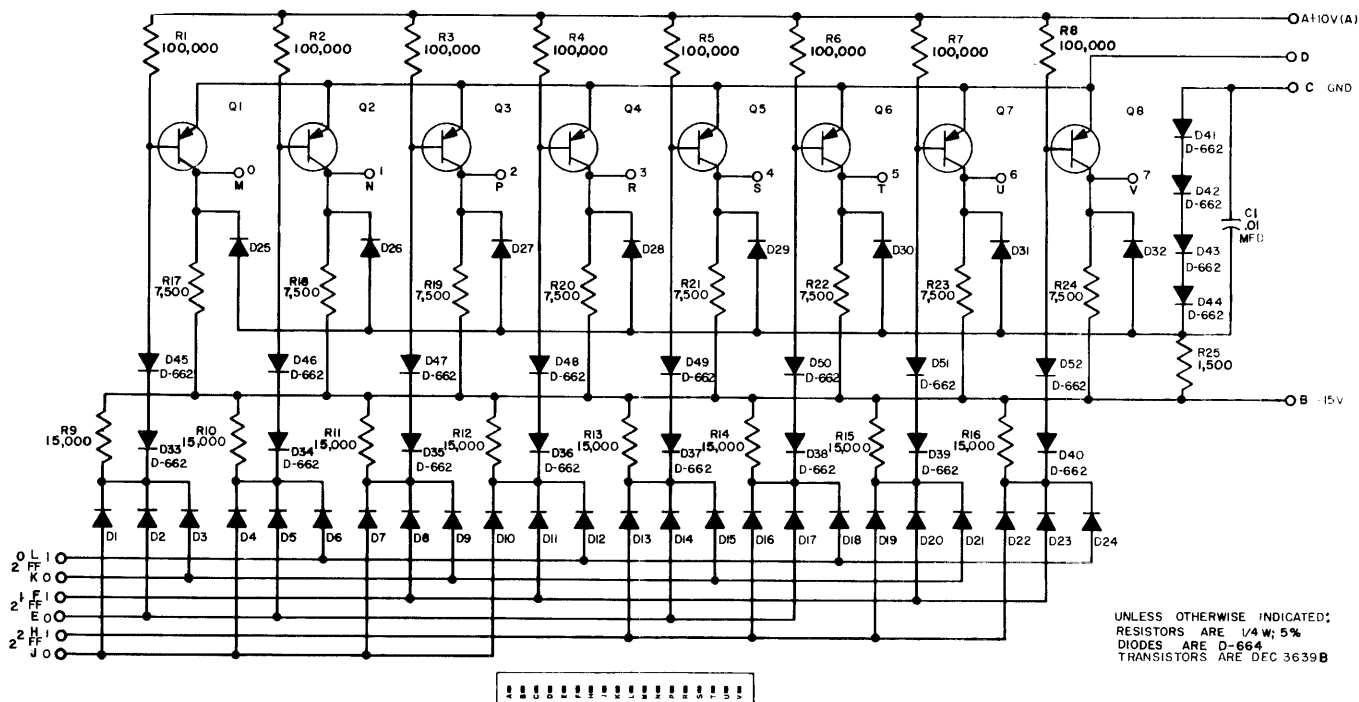 A+10V(A)
R1 100,000
R2 100,000
R3 100,000
R4 100,000
R5 100,000
R6 100,000
R7 100,000
R8 100,000
D
C GND
Q1
Q2
Q3
Q4
Q5
Q6
Q7
Q8
D41 D-662
D42 D-662
D43 D-662
D44 D-662
C1 .01 MFD
0 M
1 N
2 P
3 R
4 S
5 T
6 U
7 V
D25
D26
D27
D28
D29
D30
D31
D32
R17 7,500
R18 7,500
R19 7,500
R20 7,500
R21 7,500
R22 7,500
R23 7,500
R24 7,500
R25 1,500
D45 D-662
D46 D-662
D47 D-662
D48 D-662
D49 D-662
D50 D-662
D51 D-662
D52 D-662
B -15V
R9 15,000
R10 15,000
R11 15,000
R12 15,000
R13 15,000
R14 15,000
R15 15,000
R16 15,000
D33 D-662
D34 D-662
D35 D-662
D36 D-662
D37 D-662
D38 D-662
D39 D-662
D40 D-662
D1 D2 D3 D4 D5 D6 D7 D8 D9 D10 D11 D12 D13 D14 D15 D16 D17 D18 D19 D20 D21 D22 D23 D24
0 L 1
2 FF
K 0
1 F 1
2 FF
E 0
2 H 1
2 FF
J 0
UNLESS OTHERWISE INDICATED:
RESISTORS ARE 1/4 W; 5%
DIODES ARE D-664
TRANSISTORS ARE DEC 3639B
A B C D E F H J K L M N P R S T U V